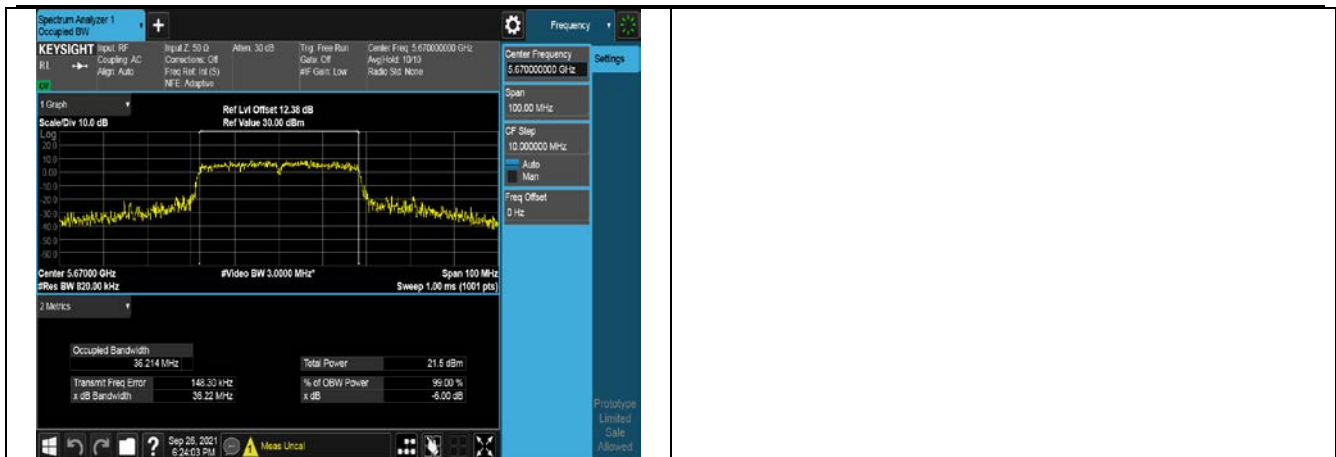 Spectrum Analyzer 1
Occupied BW
+
Frequency
KEYSIGHT Input: RF
RL
Coupling: AC
Align: Auto
Input Z: 50 Ω
Corrections: Off
Freq Ref: Int (S)
NFE: Adaptive
Atten: 30 dB
Trig: Free Run
Gate: Off
#IF Gain: Low
Center Freq: 5.670000000 GHz
Avg|Hold: 10/10
Radio Std: None
Center Frequency
5.670000000 GHz
Settings
Span
100.00 MHz
CF Step
10.000000 MHz
Auto
Man
Freq Offset
0 Hz
1 Graph
Scale/Div 10.0 dB
Ref Lvl Offset 12.38 dB
Ref Value 30.00 dBm
Log
20.0
10.0
0.00
-10.0
-20.0
-30.0
-40.0
-50.0
-60.0
Center 5.67000 GHz
#Video BW 3.0000 MHz*
Span 100 MHz
#Res BW 820.00 kHz
Sweep 1.00 ms (1001 pts)
2 Metrics
Occupied Bandwidth
36.214 MHz
Total Power 21.5 dBm
Transmit Freq Error 148.30 kHz
% of OBW Power 99.00 %
x dB Bandwidth 36.22 MHz
x dB -6.00 dB
Prototype
Limited
Sale
Allowed
?
Sep 26, 2021
6:24:03 PM
Meas Uncal